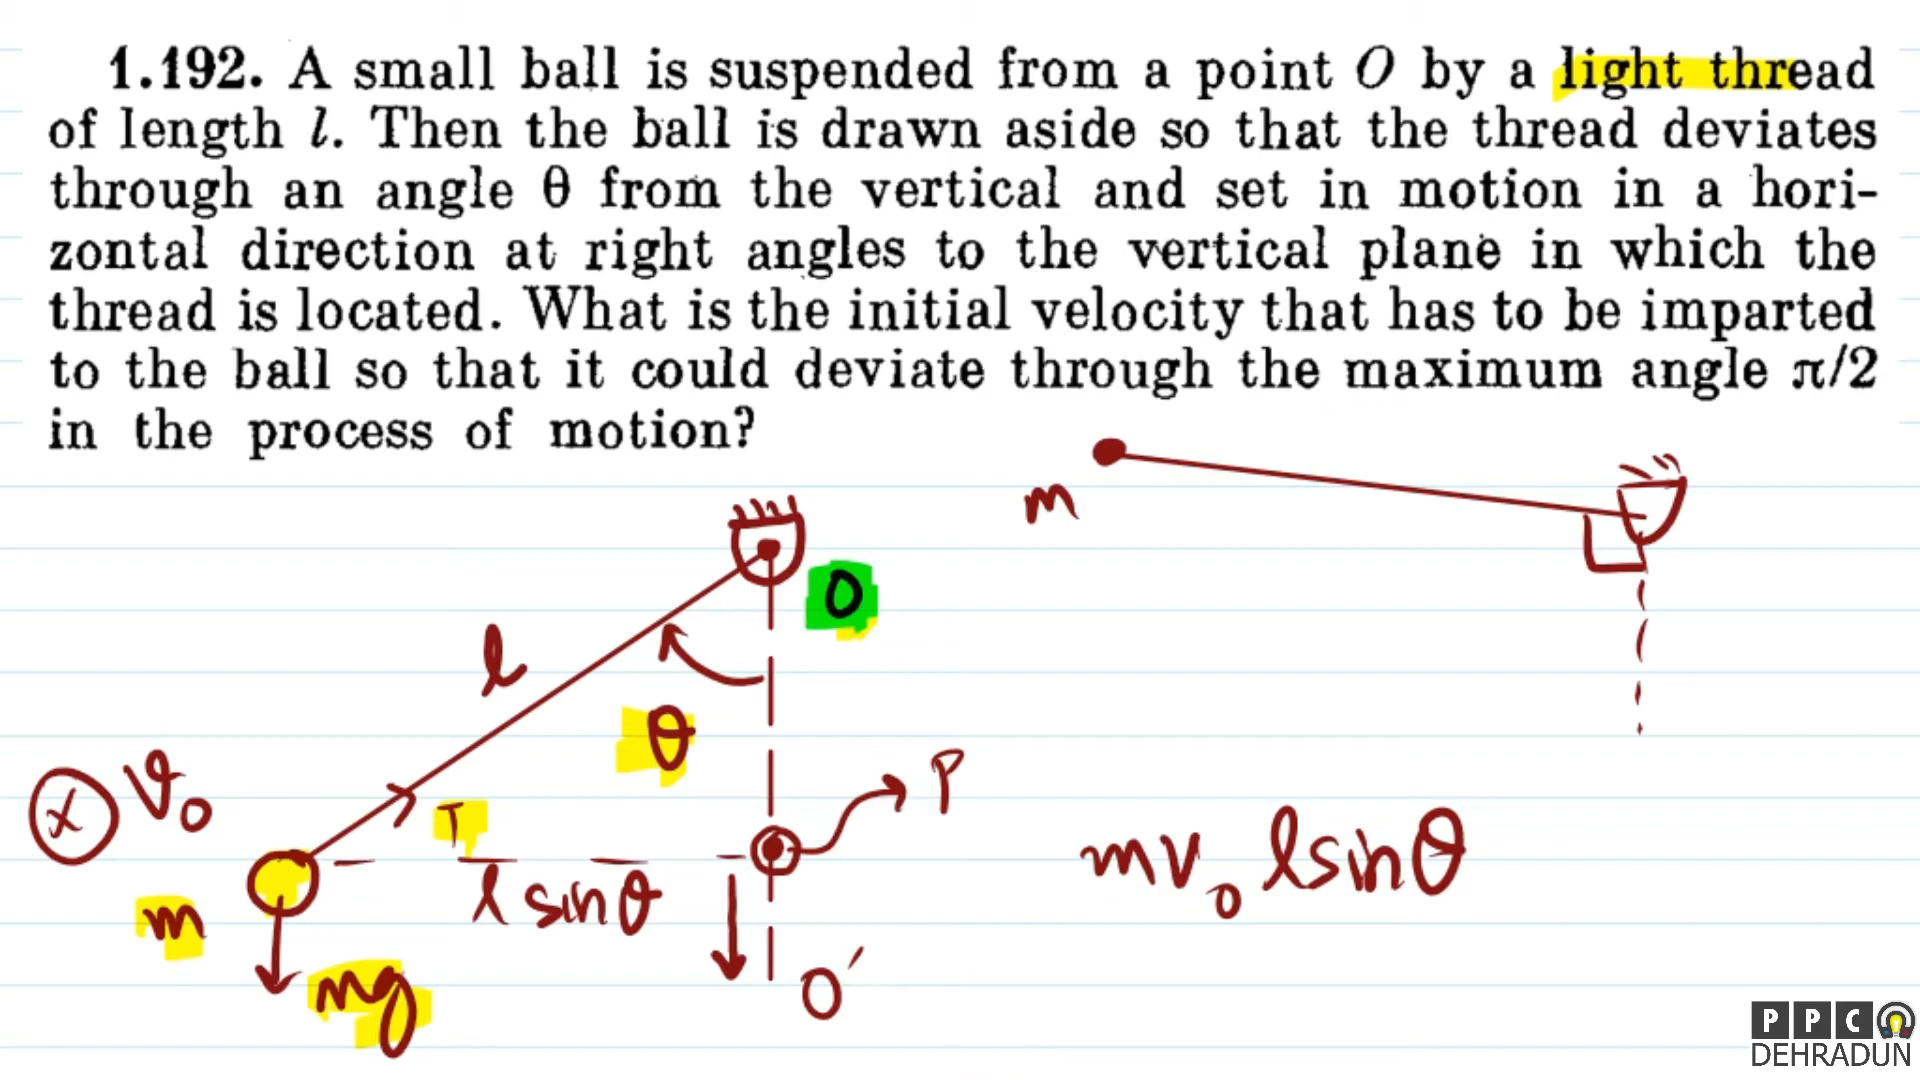 1.192. A small ball is suspended from a point O by a light thread
of length l. Then the ball is drawn aside so that the thread deviates
through an angle θ from the vertical and set in motion in a hori-
zontal direction at right angles to the vertical plane in which the
thread is located. What is the initial velocity that has to be imparted
to the ball so that it could deviate through the maximum angle π/2
in the process of motion?
m
O
l
θ
v₀
T
P
l sinθ
mv₀ l sinθ
m
mg
O'
PPC
DEHRADUN